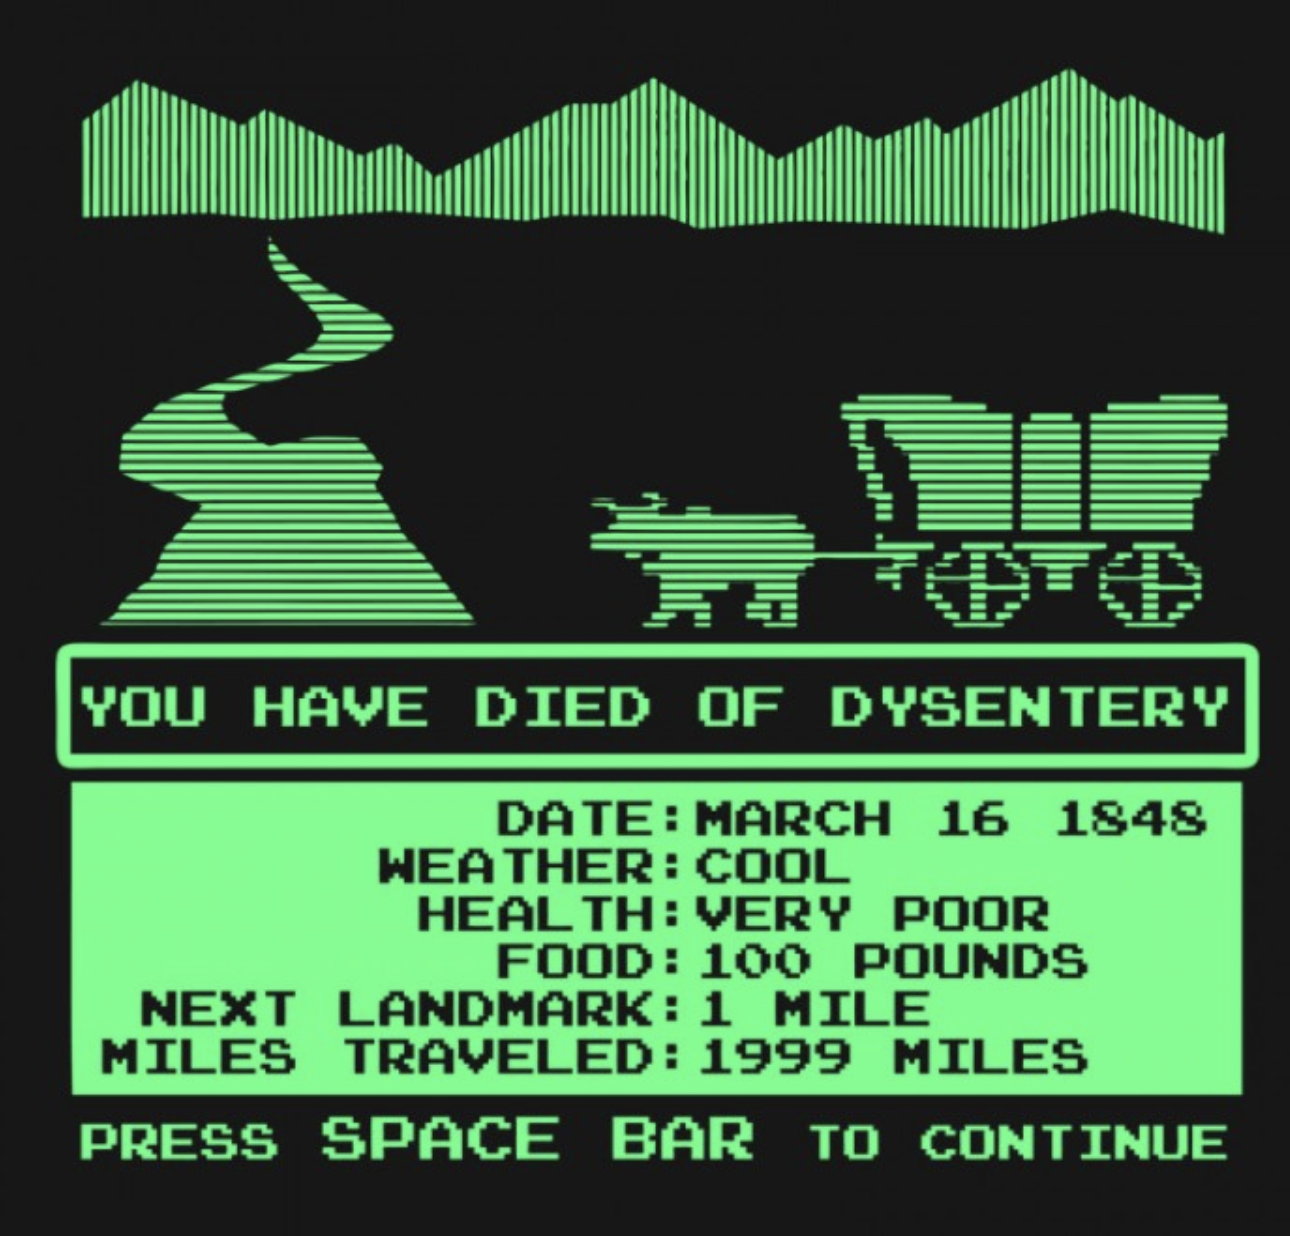 YOU HAVE DIED OF DYSENTERY
DATE:MARCH 16 1848
WEATHER:COOL
HEALTH:VERY POOR
FOOD:100 POUNDS
NEXT LANDMARK:1 MILE
MILES TRAVELED:1999 MILES
PRESS SPACE BAR TO CONTINUE